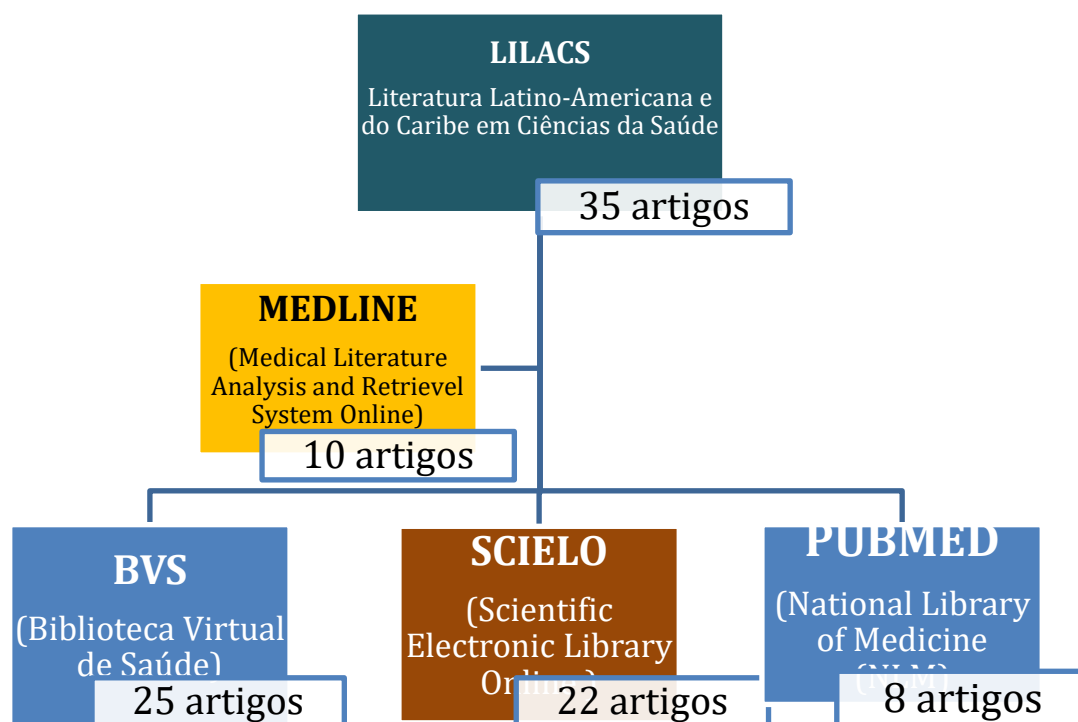 LILACS
Literatura Latino-Americana e
do Caribe em Ciências da Saúde
35 artigos
MEDLINE
(Medical Literature
Analysis and Retrievel
System Online)
10 artigos
BVS
(Biblioteca Virtual
de Saúde)
25 artigos
SCIELO
(Scientific
Electronic Library
Online)
22 artigos
PUBMED
(National Library
of Medicine
(NLM)
8 artigos